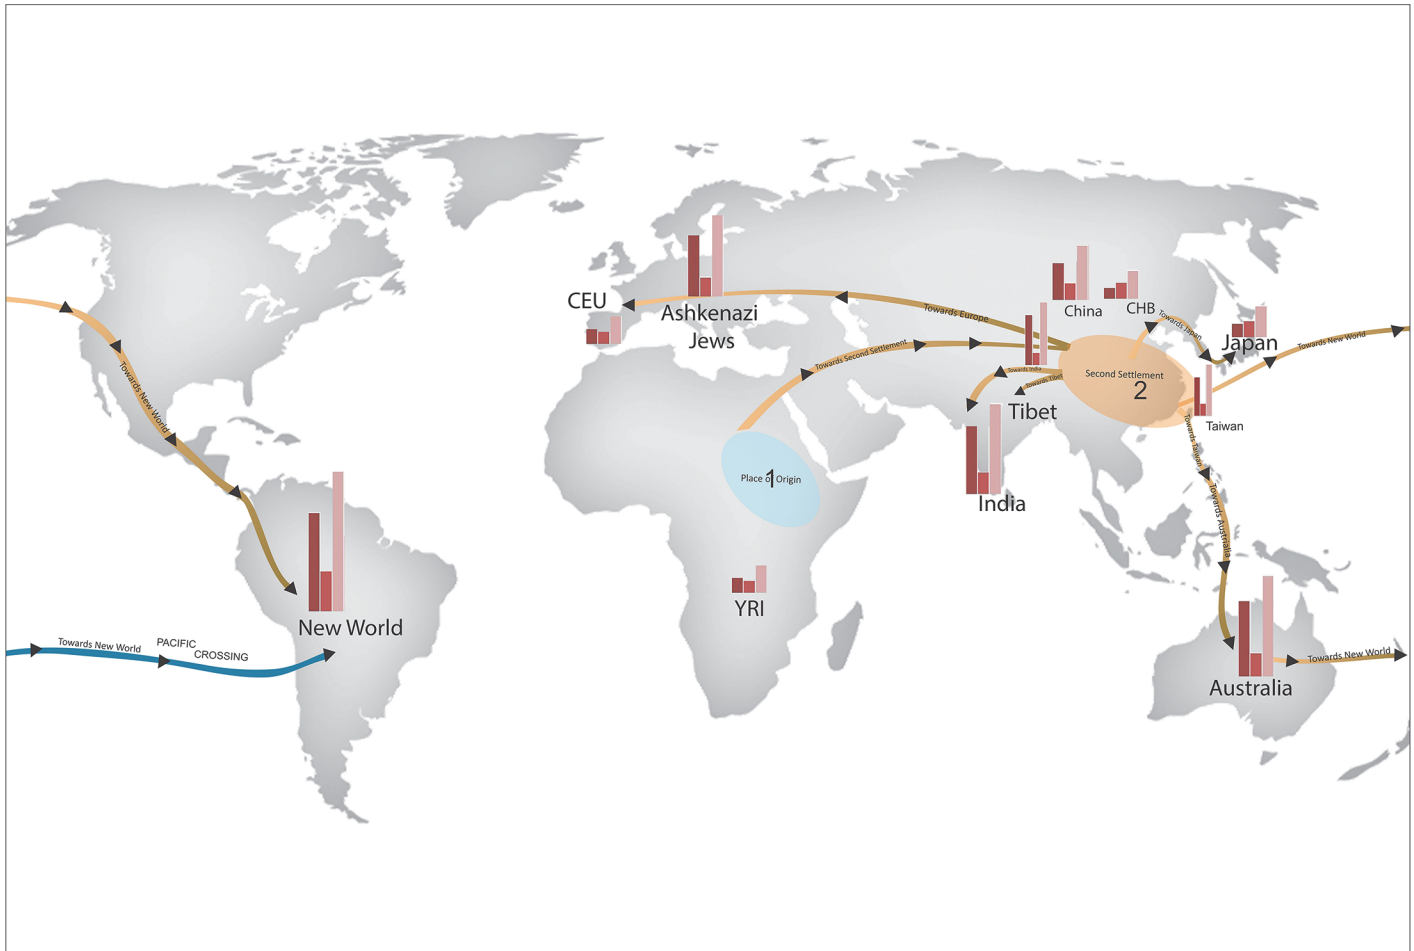 CEU
Ashkenazi
Jews
Towards Europe
Towards Second Settlement
China
CHB
Towards Japan
Japan
Towards New World
Second Settlement
2
Towards India
Towards Tibet
Tibet
Taiwan
Towards Taiwan
Towards New World
Place of Origin
1
India
Towards Australia
YRI
New World
Towards New World
PACIFIC
CROSSING
Australia
Towards New World